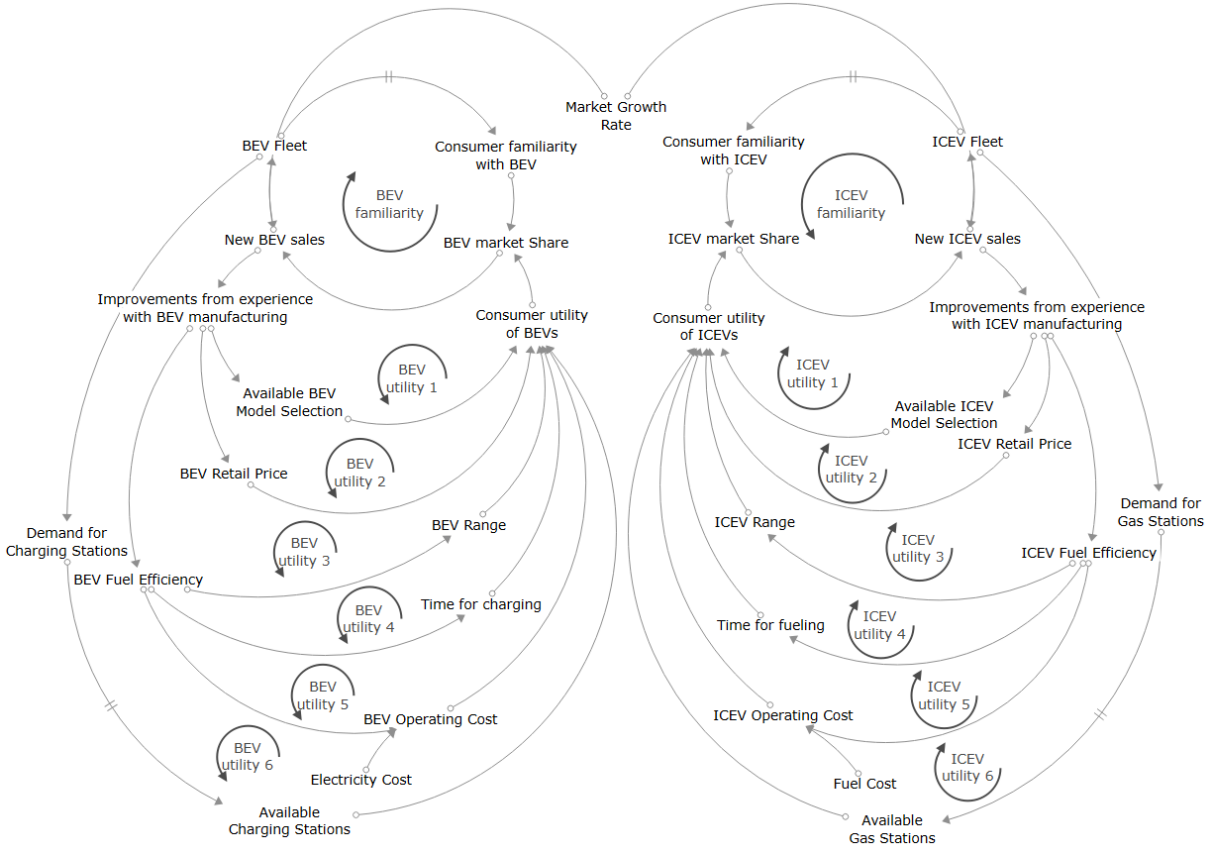 Market Growth
Rate
BEV Fleet
Consumer familiarity
with BEV
Consumer familiarity
with ICEV
ICEV Fleet
BEV
familiarity
ICEV
familiarity
New BEV sales
BEV market Share
ICEV market Share
New ICEV sales
Improvements from experience
with BEV manufacturing
Consumer utility
of BEVs
Consumer utility
of ICEVs
Improvements from experience
with ICEV manufacturing
BEV
utility 1
ICEV
utility 1
Available BEV
Model Selection
Available ICEV
Model Selection
BEV Retail Price
BEV
utility 2
ICEV
utility 2
ICEV Retail Price
Demand for
Charging Stations
BEV Range
ICEV Range
Demand for
Gas Stations
BEV
utility 3
ICEV
utility 3
ICEV Fuel Efficiency
BEV Fuel Efficiency
BEV
utility 4
Time for charging
Time for fueling
ICEV
utility 4
BEV
utility 5
BEV Operating Cost
ICEV Operating Cost
ICEV
utility 5
BEV
utility 6
Electricity Cost
Fuel Cost
ICEV
utility 6
Available
Charging Stations
Available
Gas Stations